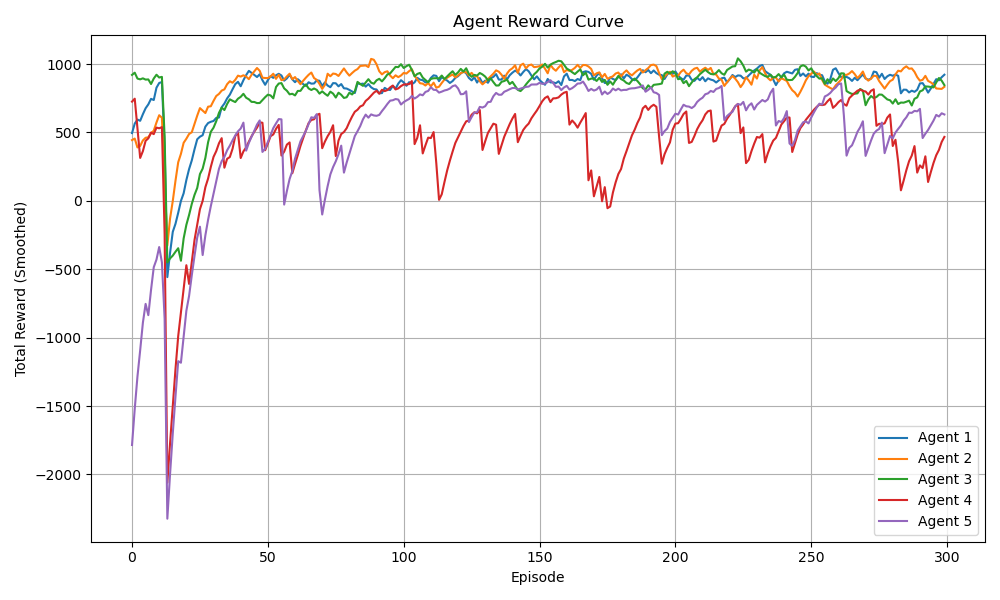 Agent Reward Curve
Total Reward (Smoothed)
1000
500
0
−500
−1000
−1500
−2000
0 50 100 150 200 250 300
Episode
Agent 1
Agent 2
Agent 3
Agent 4
Agent 5